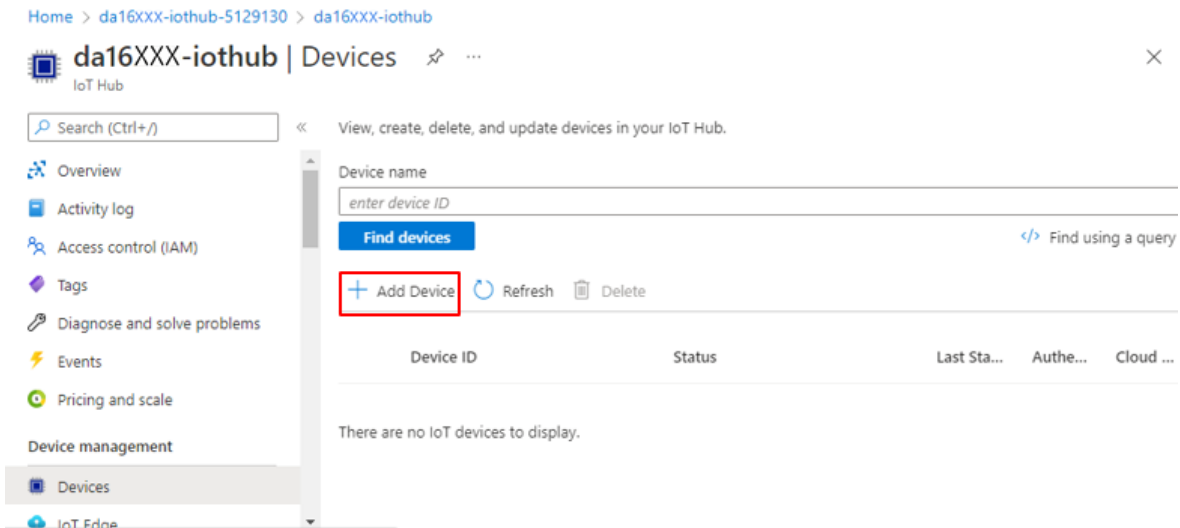 Home > da16XXX-iothub-5129130 > da16XXX-iothub
da16XXX-iothub | Devices ...
IoT Hub
Search (Ctrl+/)
«
Overview
Activity log
Access control (IAM)
Tags
Diagnose and solve problems
Events
Pricing and scale
Device management
Devices
IoT Edge
View, create, delete, and update devices in your IoT Hub.
Device name
enter device ID
Find devices
</> Find using a query
+ Add Device Refresh Delete
Device ID Status Last Sta... Authe... Cloud ...
There are no IoT devices to display.